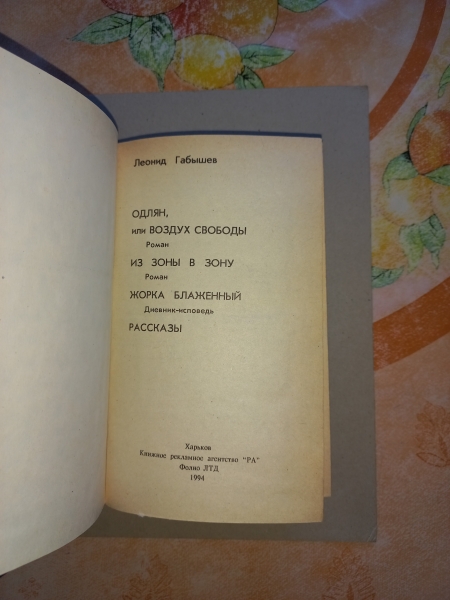 Леонид Габышев
ОДЛЯН,
или ВОЗДУХ СВОБОДЫ
Роман
ИЗ ЗОНЫ В ЗОНУ
Роман
ЖОРКА БЛАЖЕННЫЙ
Дневник-исповедь
РАССКАЗЫ
Харьков
Книжное рекламное агентство "РА"
Фолио ЛТД
1994